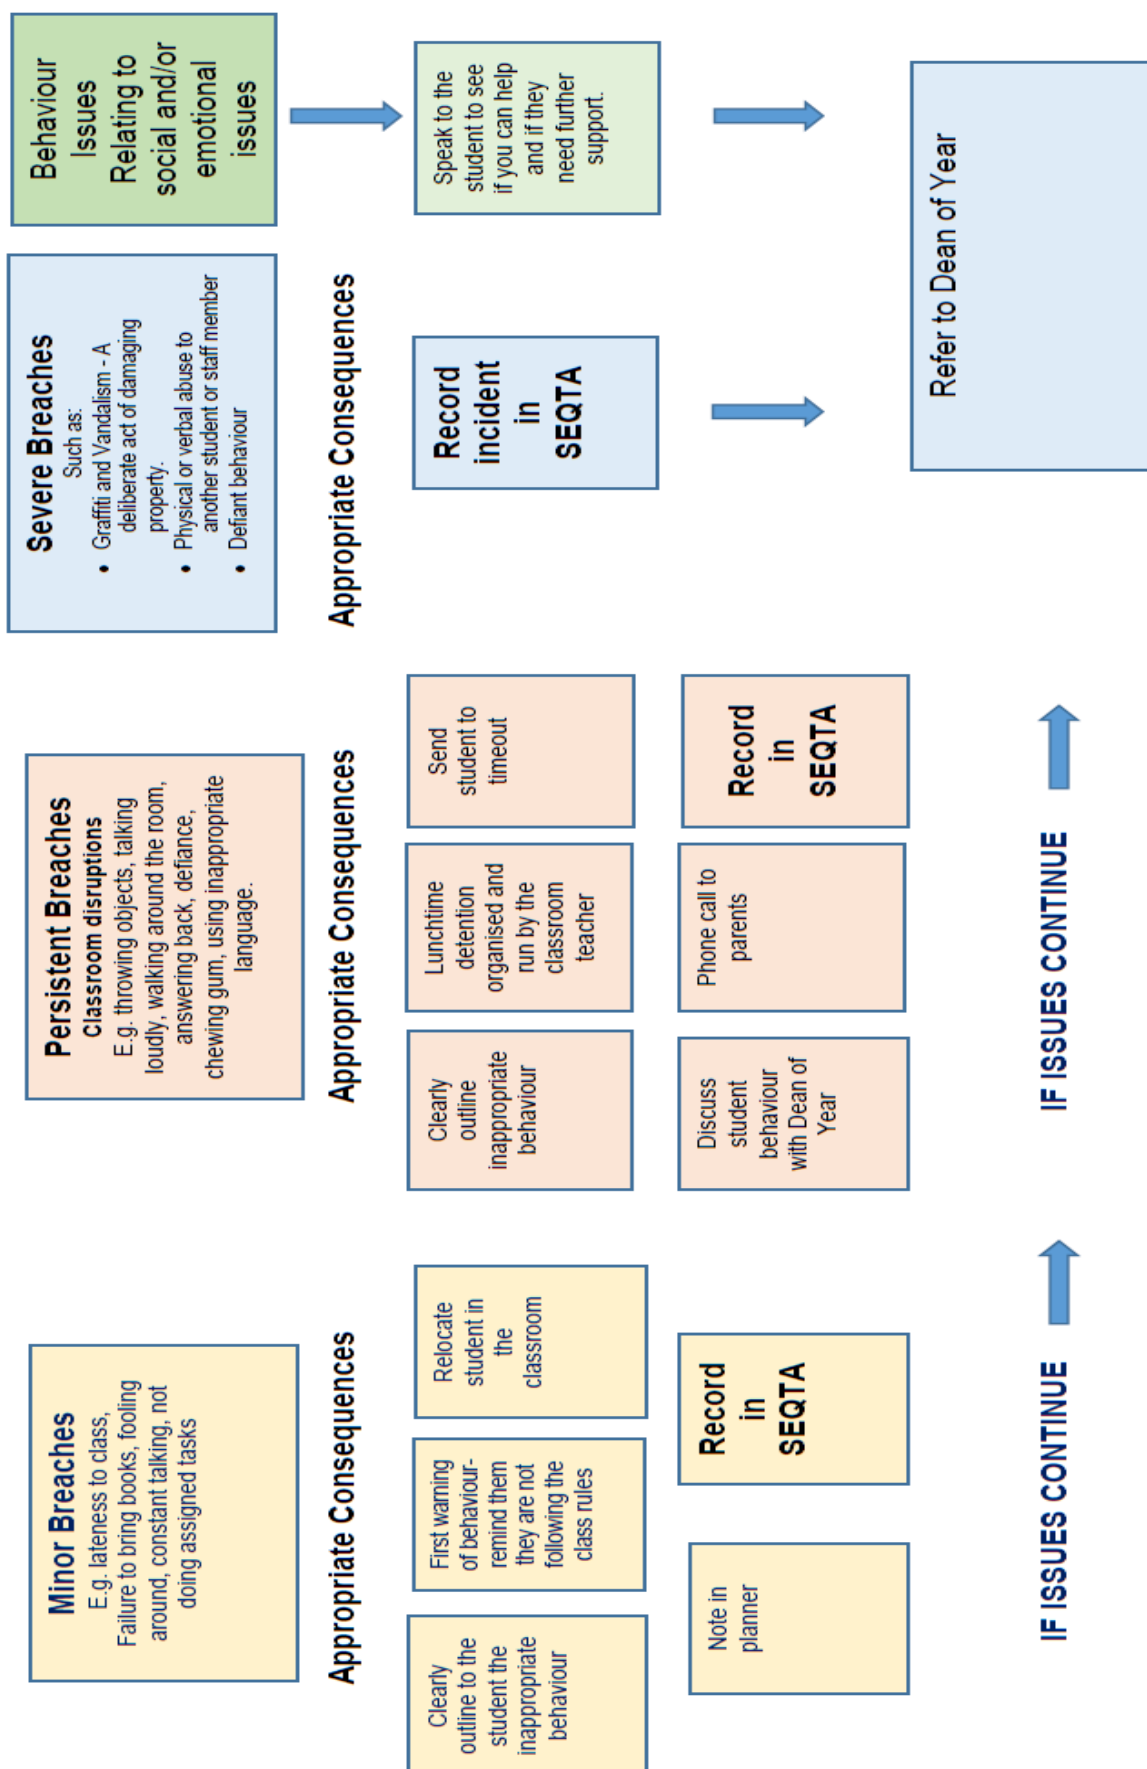 Minor Breaches
E.g. lateness to class,
Failure to bring books, fooling
around, constant talking, not
doing assigned tasks
Appropriate Consequences
Clearly
outline to the
student the
inappropriate
behaviour
First warning
of behaviour-
remind them
they are not
following the
class rules
Relocate
student in
the
classroom
Note in
planner
Record
in
SEQTA
IF ISSUES CONTINUE
Persistent Breaches
Classroom disruptions
E.g. throwing objects, talking
loudly, walking around the room,
answering back, defiance,
chewing gum, using inappropriate
language.
Appropriate Consequences
Clearly
outline
inappropriate
behaviour
Lunchtime
detention
organised and
run by the
classroom
teacher
Send
student to
timeout
Discuss
student
behaviour
with Dean of
Year
Phone call to
parents
Record
in
SEQTA
IF ISSUES CONTINUE
Severe Breaches
Such as:
• Graffiti and Vandalism - A
deliberate act of damaging
property.
• Physical or verbal abuse to
another student or staff member
• Defiant behaviour
Appropriate Consequences
Record
incident
in
SEQTA
Behaviour
Issues
Relating to
social and/or
emotional
issues
Speak to the
student to see
if you can help
and if they
need further
support.
Refer to Dean of Year